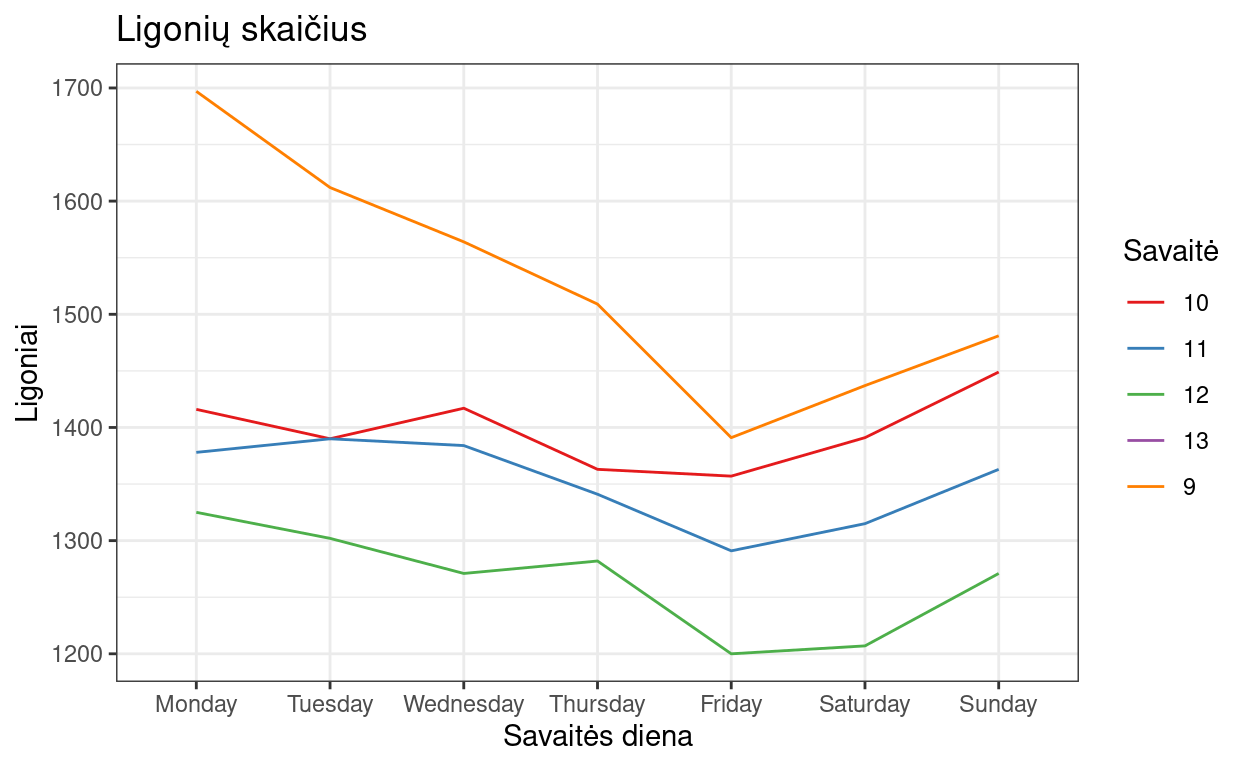 Ligonių skaičius
Ligoniai
1700
1600
1500
1400
1300
1200
Monday Tuesday Wednesday Thursday Friday Saturday Sunday
Savaitės diena
Savaitė
10
11
12
13
9